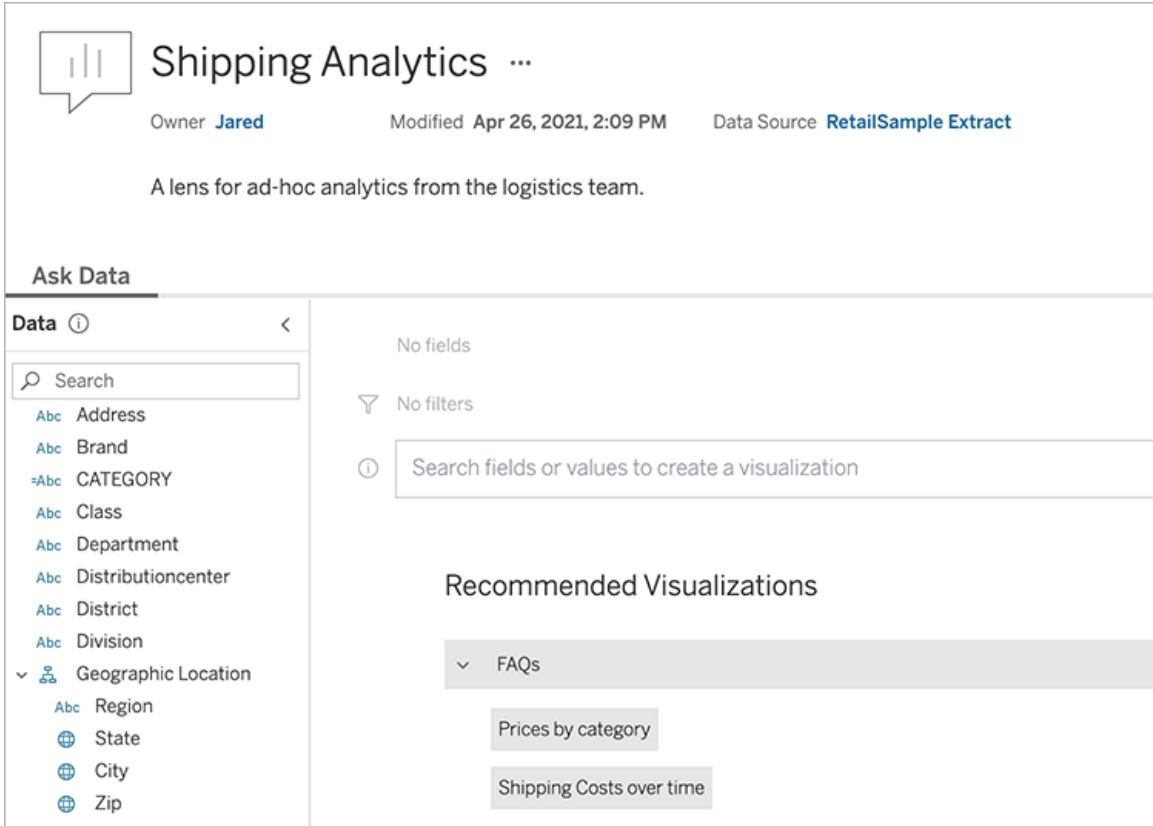 Shipping Analytics ...
Owner Jared Modified Apr 26, 2021, 2:09 PM Data Source RetailSample Extract
A lens for ad-hoc analytics from the logistics team.
Ask Data
Data
Search
Abc Address
Abc Brand
=Abc CATEGORY
Abc Class
Abc Department
Abc Distributioncenter
Abc District
Abc Division
Geographic Location
Abc Region
State
City
Zip
No fields
No filters
Search fields or values to create a visualization
Recommended Visualizations
FAQs
Prices by category
Shipping Costs over time